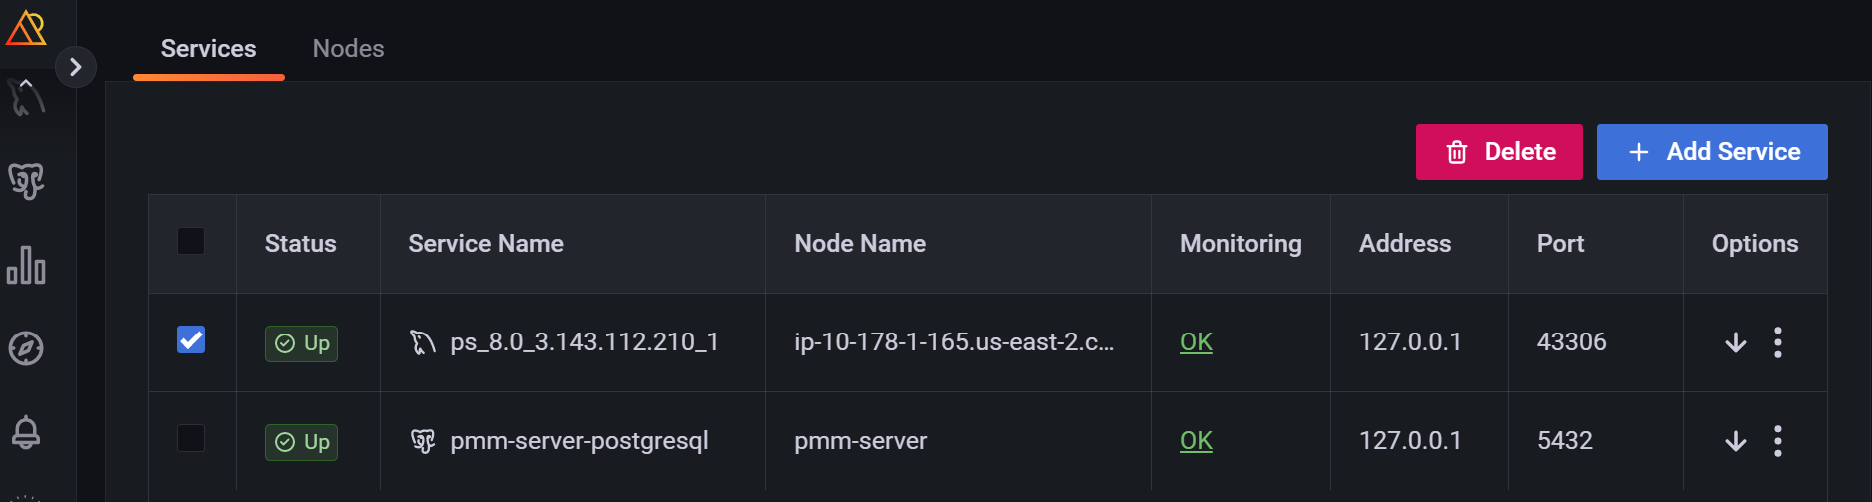 Services Nodes
Delete Add Service
Status Service Name Node Name Monitoring Address Port Options
Up ps_8.0_3.143.112.210_1 ip-10-178-1-165.us-east-2.c... OK 127.0.0.1 43306
Up pmm-server-postgresql pmm-server OK 127.0.0.1 5432